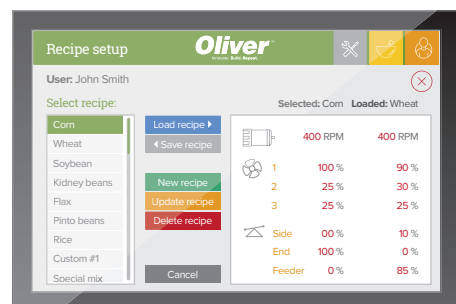 Recipe setup
Oliver
Innovate. Build. Repeat.
User: John Smith
Select recipe:
Selected: Corn Loaded: Wheat
Corn
Wheat
Soybean
Kidney beans
Flax
Pinto beans
Rice
Custom #1
Special mix
Load recipe
Save recipe
New recipe
Update recipe
Delete recipe
Cancel
400 RPM 400 RPM
1 100 % 90 %
2 25 % 30 %
3 25 % 25 %
Side 00 % 10 %
End 100 % 0 %
Feeder 0 % 85 %